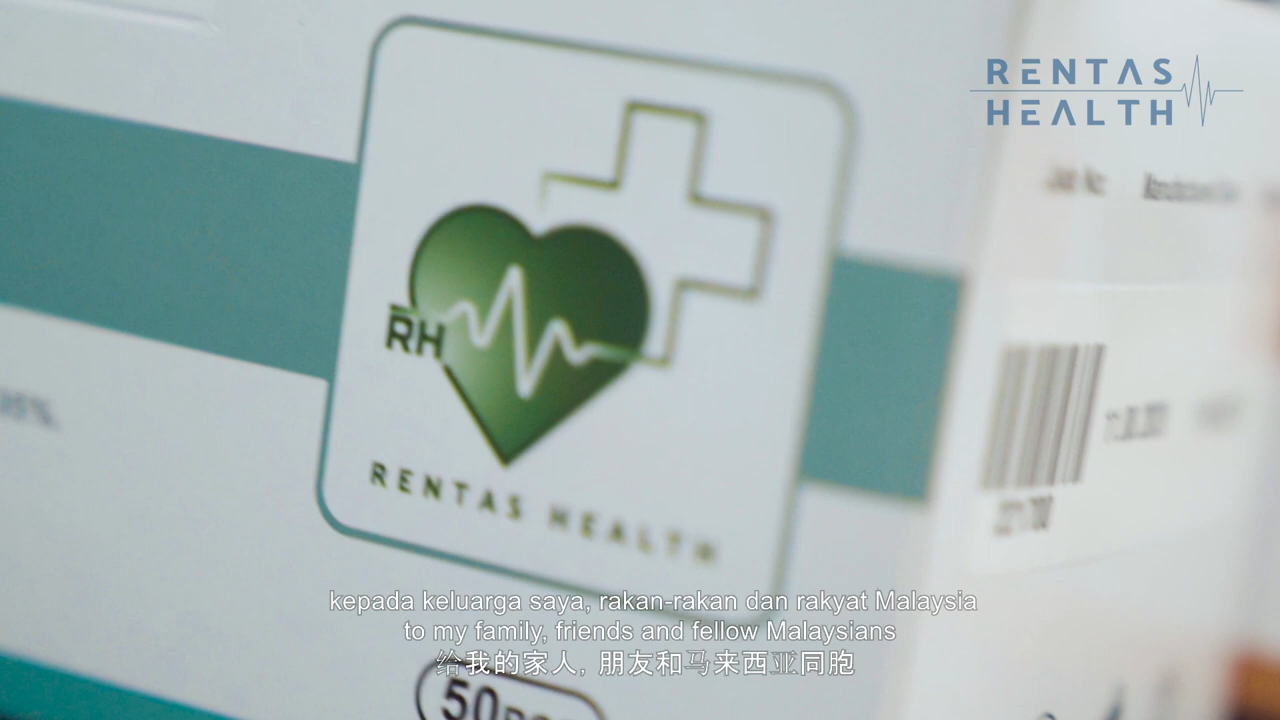 RENTAS
HEALTH
RH
RENTAS HEALTH
kepada keluarga saya, rakan-rakan dan rakyat Malaysia
to my family, friends and fellow Malaysians
给我的家人, 朋友和马来西亚同胞
50